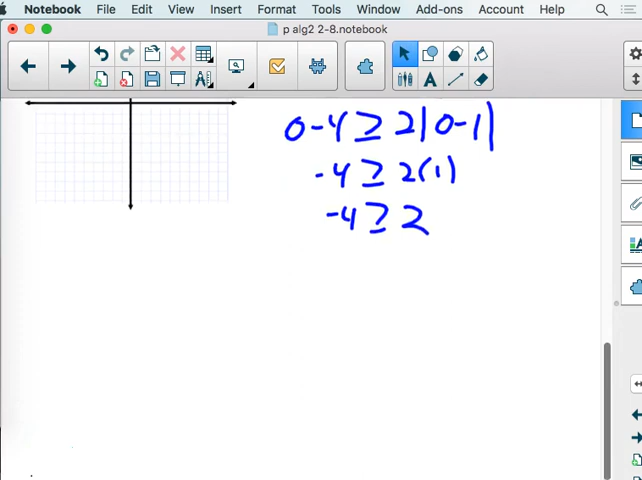 Notebook File Edit View Insert Format Tools Window Add-ons Account Help
p alg2 2-8.notebook
0-4 ≥ 2|0-1|
-4 ≥ 2(1)
-4 ≥ 2